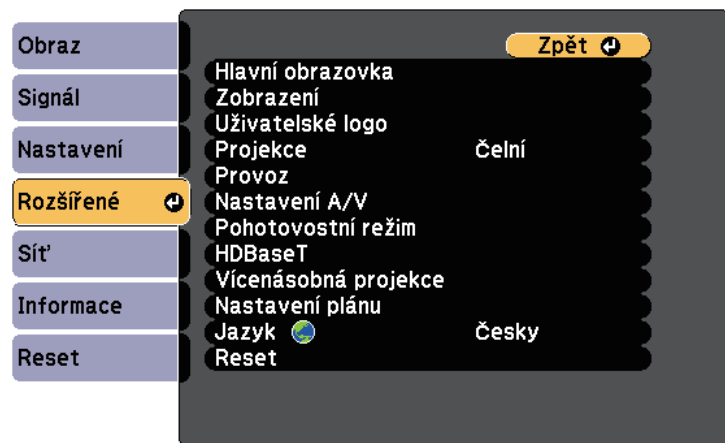 Obraz
Signál
Nastavení
Rozšířené
Síť
Informace
Reset
Zpět
Hlavní obrazovka
Zobrazení
Uživatelské logo
Projekce Čelní
Provoz
Nastavení A/V
Pohotovostní režim
HDBaseT
Vícenásobná projekce
Nastavení plánu
Jazyk Česky
Reset